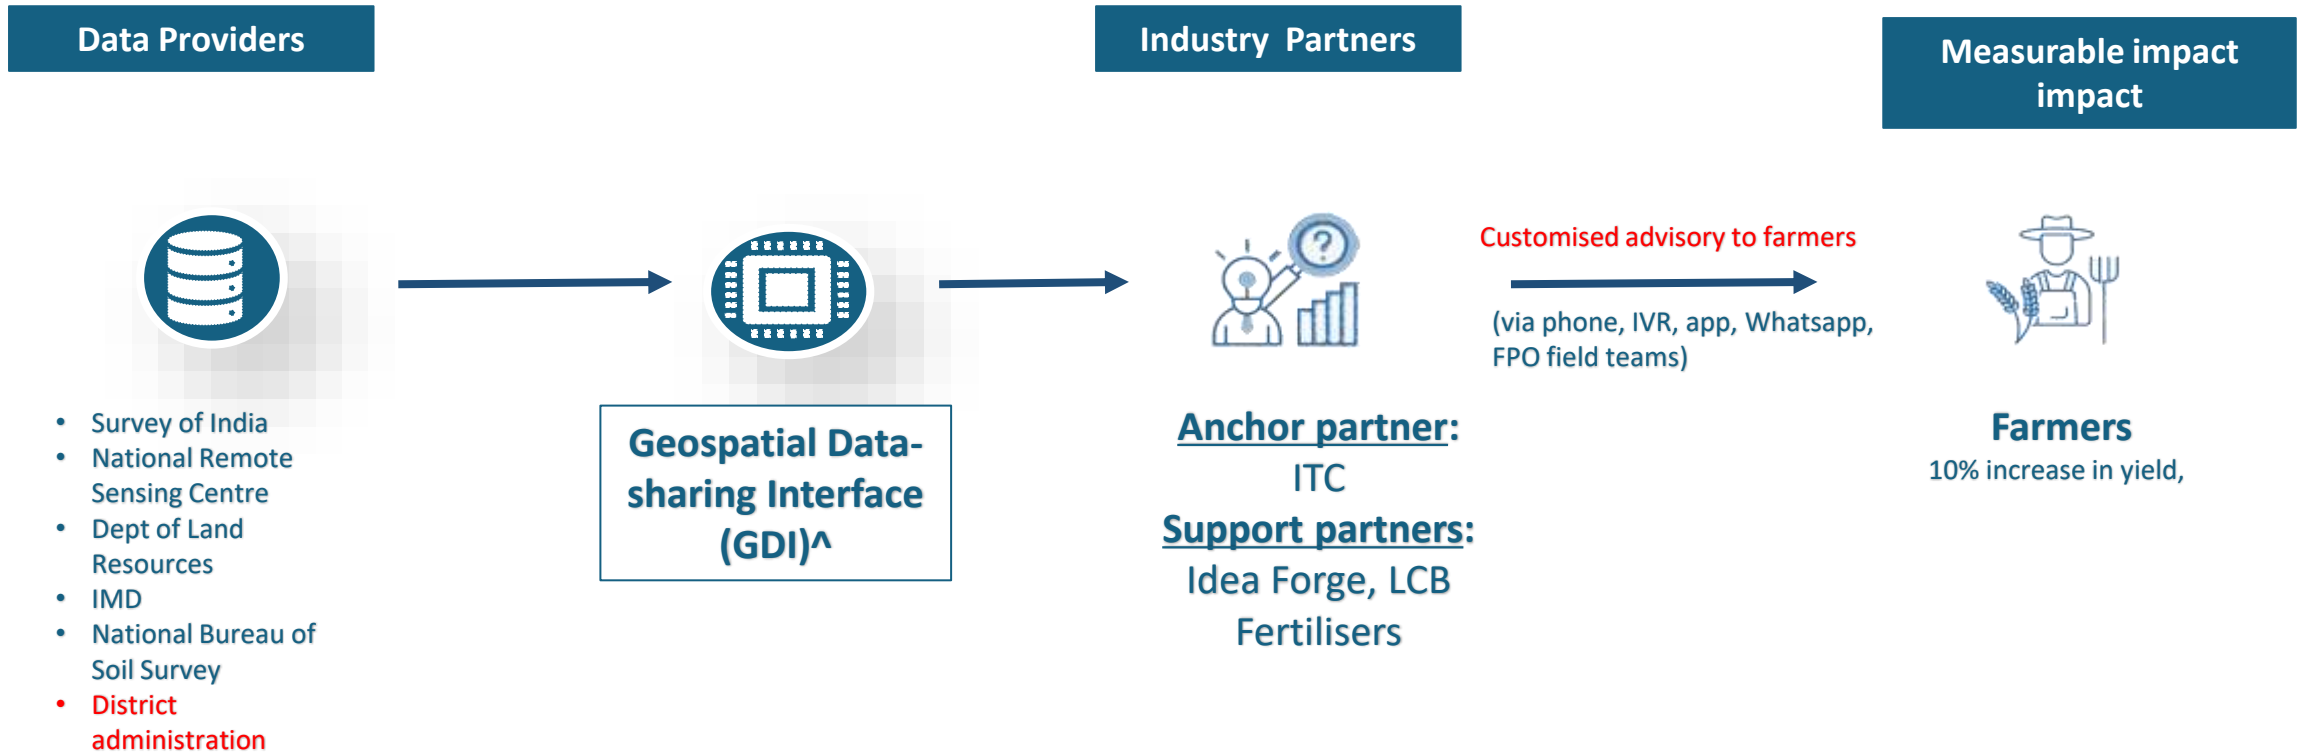 Data Providers
Industry Partners
Measurable impact
impact
?
Customised advisory to farmers
(via phone, IVR, app, Whatsapp,
FPO field teams)
• Survey of India
• National Remote
Sensing Centre
• Dept of Land
Resources
• IMD
• National Bureau of
Soil Survey
• District
administration
Geospatial Data-
sharing Interface
(GDI)^
Anchor partner:
ITC
Support partners:
Idea Forge, LCB
Fertilisers
Farmers
10% increase in yield,